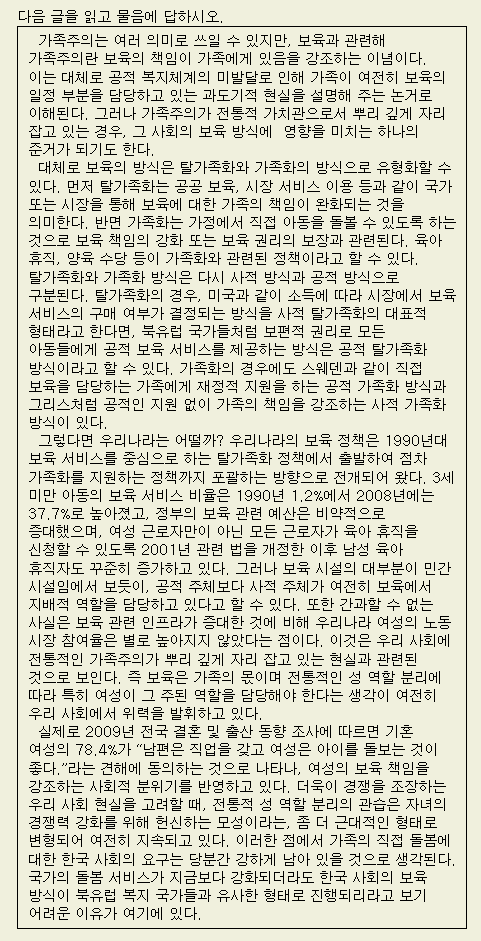 다음 글을 읽고 물음에 답하시오.
가족주의는 여러 의미로 쓰일 수 있지만, 보육과 관련해
가족주의란 보육의 책임이 가족에게 있음을 강조하는 이념이다.
이는 대체로 공적 복지체계의 미발달로 인해 가족이 여전히 보육의
일정 부분을 담당하고 있는 과도기적 현실을 설명해 주는 논거로
이해된다. 그러나 가족주의가 전통적 가치관으로서 뿌리 깊게 자리
잡고 있는 경우, 그 사회의 보육 방식에 영향을 미치는 하나의
준거가 되기도 한다.
대체로 보육의 방식은 탈가족화와 가족화의 방식으로 유형화할 수
있다. 먼저 탈가족화는 공공 보육, 시장 서비스 이용 등과 같이 국가
또는 시장을 통해 보육에 대한 가족의 책임이 완화되는 것을
의미한다. 반면 가족화는 가정에서 직접 아동을 돌볼 수 있도록 하는
것으로 보육 책임의 강화 또는 보육 권리의 보장과 관련된다. 육아
휴직, 양육 수당 등이 가족화와 관련된 정책이라고 할 수 있다.
탈가족화와 가족화 방식은 다시 사적 방식과 공적 방식으로
구분된다. 탈가족화의 경우, 미국과 같이 소득에 따라 시장에서 보육
서비스의 구매 여부가 결정되는 방식을 사적 탈가족화의 대표적
형태라고 한다면, 북유럽 국가들처럼 보편적 권리로 모든
아동들에게 공적 보육 서비스를 제공하는 방식은 공적 탈가족화
방식이라고 할 수 있다. 가족화의 경우에도 스웨덴과 같이 직접
보육을 담당하는 가족에게 재정적 지원을 하는 공적 가족화 방식과
그리스처럼 공적인 지원 없이 가족의 책임을 강조하는 사적 가족화
방식이 있다.
그렇다면 우리나라는 어떨까? 우리나라의 보육 정책은 1990년대
보육 서비스를 중심으로 하는 탈가족화 정책에서 출발하여 점차
가족화를 지원하는 정책까지 포괄하는 방향으로 전개되어 왔다. 3세
미만 아동의 보육 서비스 비율은 1990년 1.2%에서 2008년에는
37.7%로 높아졌고, 정부의 보육 관련 예산은 비약적으로
증대했으며, 여성 근로자만이 아닌 모든 근로자가 육아 휴직을
신청할 수 있도록 2001년 관련 법을 개정한 이후 남성 육아
휴직자도 꾸준히 증가하고 있다. 그러나 보육 시설의 대부분이 민간
시설임에서 보듯이, 공적 주체보다 사적 주체가 여전히 보육에서
지배적 역할을 담당하고 있다고 할 수 있다. 또한 간과할 수 없는
사실은 보육 관련 인프라가 증대한 것에 비해 우리나라 여성의 노동
시장 참여율은 별로 높아지지 않았다는 점이다. 이것은 우리 사회에
전통적인 가족주의가 뿌리 깊게 자리 잡고 있는 현실과 관련된
것으로 보인다. 즉 보육은 가족의 몫이며 전통적인 성 역할 분리에
따라 특히 여성이 그 주된 역할을 담당해야 한다는 생각이 여전히
우리 사회에서 위력을 발휘하고 있다.
실제로 2009년 전국 결혼 및 출산 동향 조사에 따르면 기혼
여성의 78.4%가 “남편은 직업을 갖고 여성은 아이를 돌보는 것이
좋다.”라는 견해에 동의하는 것으로 나타나, 여성의 보육 책임을
강조하는 사회적 분위기를 반영하고 있다. 더욱이 경쟁을 조장하는
우리 사회 현실을 고려할 때, 전통적 성 역할 분리의 관습은 자녀의
경쟁력 강화를 위해 헌신하는 모성이라는, 좀 더 근대적인 형태로
변형되어 여전히 지속되고 있다. 이러한 점에서 가족의 직접 돌봄에
대한 한국 사회의 요구는 당분간 강하게 남아 있을 것으로 생각된다.
국가의 돌봄 서비스가 지금보다 강화되더라도 한국 사회의 보육
방식이 북유럽 복지 국가들과 유사한 형태로 진행되리라고 보기
어려운 이유가 여기에 있다.